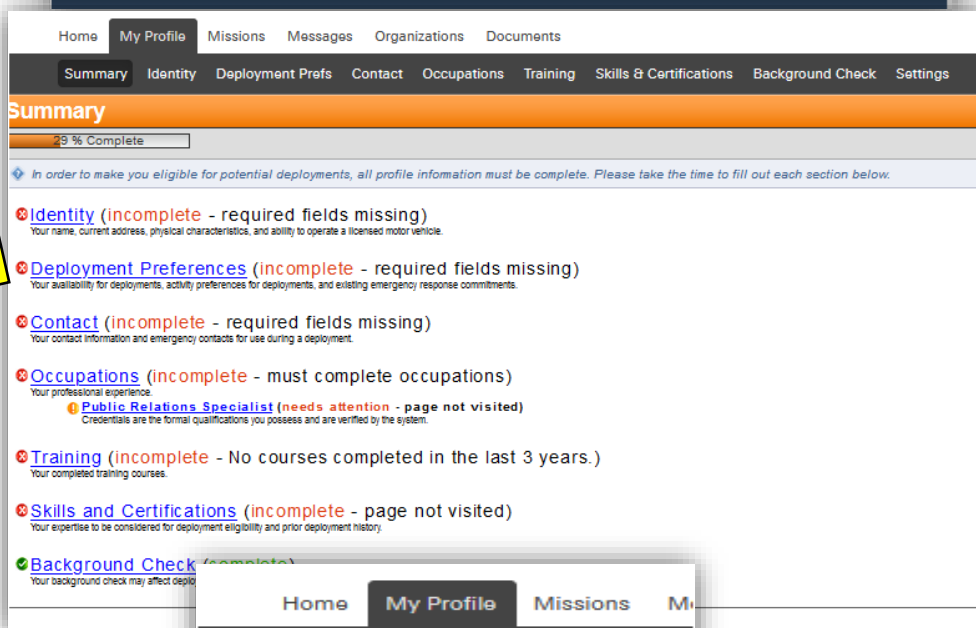 Home My Profile Missions Messages Organizations Documents
Summary Identity Deployment Prefs Contact Occupations Training Skills & Certifications Background Check Settings
Summary
29 % Complete
In order to make you eligible for potential deployments, all profile information must be complete. Please take the time to fill out each section below.
Identity (incomplete - required fields missing)
Your name, current address, physical characteristics, and ability to operate a licensed motor vehicle.
Deployment Preferences (incomplete - required fields missing)
Your availability for deployments, activity preferences for deployments, and existing emergency response commitments.
Contact (incomplete - required fields missing)
Your contact information and emergency contacts for use during a deployment.
Occupations (incomplete - must complete occupations)
Your professional experience.
Public Relations Specialist (needs attention - page not visited)
Credentials are the formal qualifications you possess and are verified by the system.
Training (incomplete - No courses completed in the last 3 years.)
Your completed training courses.
Skills and Certifications (incomplete - page not visited)
Your expertise to be considered for deployment eligibility and prior deployment history.
Background Check (complete)
Your background check may affect deplo
Home My Profile Missions M